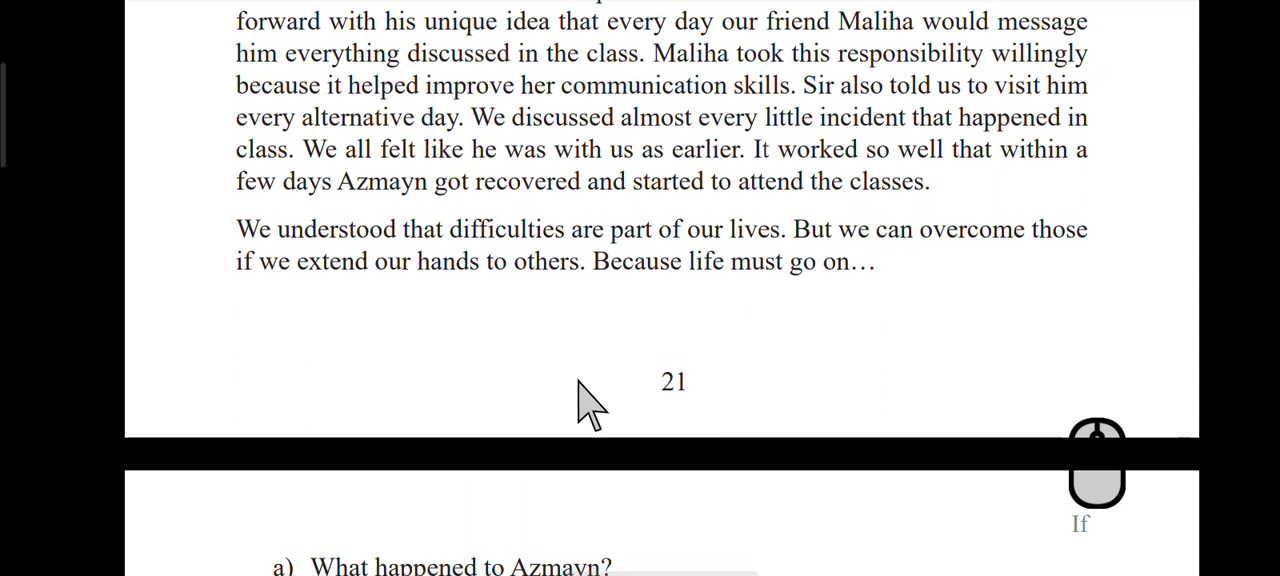 forward with his unique idea that every day our friend Maliha would message
him everything discussed in the class. Maliha took this responsibility willingly
because it helped improve her communication skills. Sir also told us to visit him
every alternative day. We discussed almost every little incident that happened in
class. We all felt like he was with us as earlier. It worked so well that within a
few days Azmayn got recovered and started to attend the classes.
We understood that difficulties are part of our lives. But we can overcome those
if we extend our hands to others. Because life must go on…
21
If
a) What happened to Azmayn?